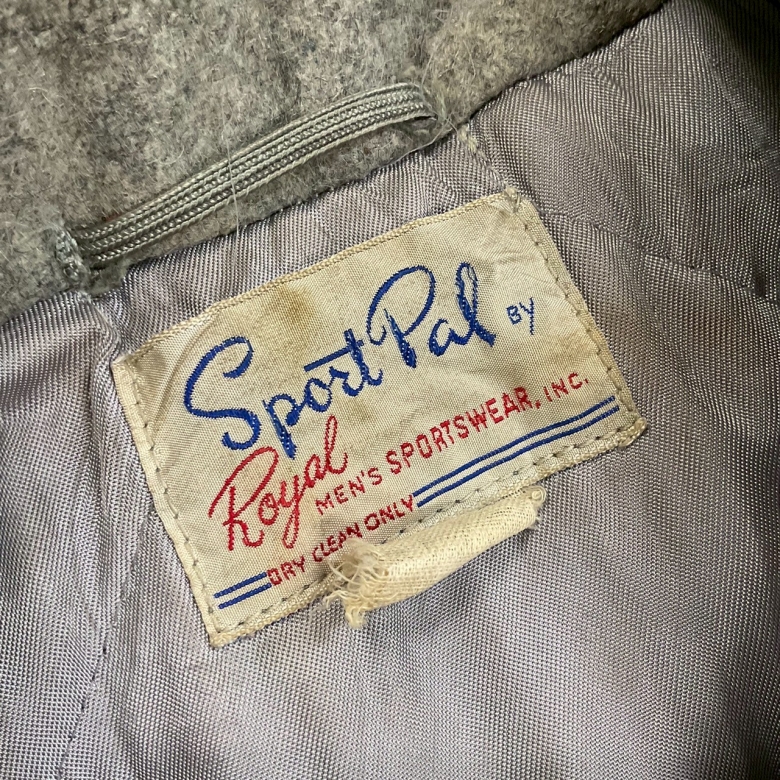 Sport Pal BY
Royal MEN'S SPORTSWEAR, INC.
DRY CLEAN ONLY